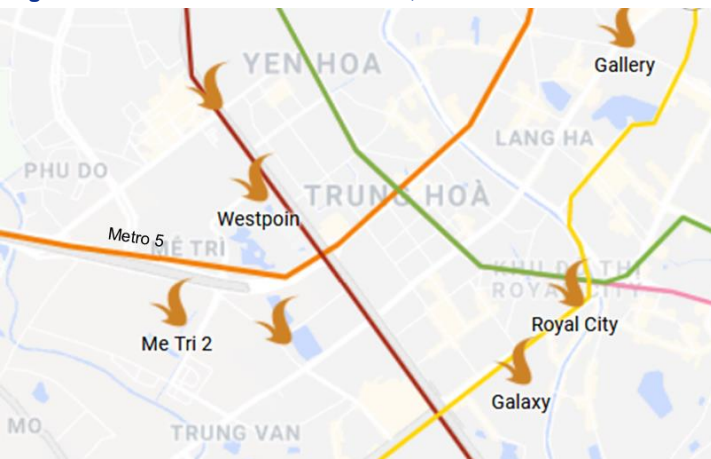 YEN HOA
Gallery
LANG HA
PHU DO
TRUNG HOÀ
Westpoin
Metro 5
MỄ TRÌ
KHU ĐÔ THỊ
ROYAL CITY
Royal City
Me Tri 2
Galaxy
MO
TRUNG VAN